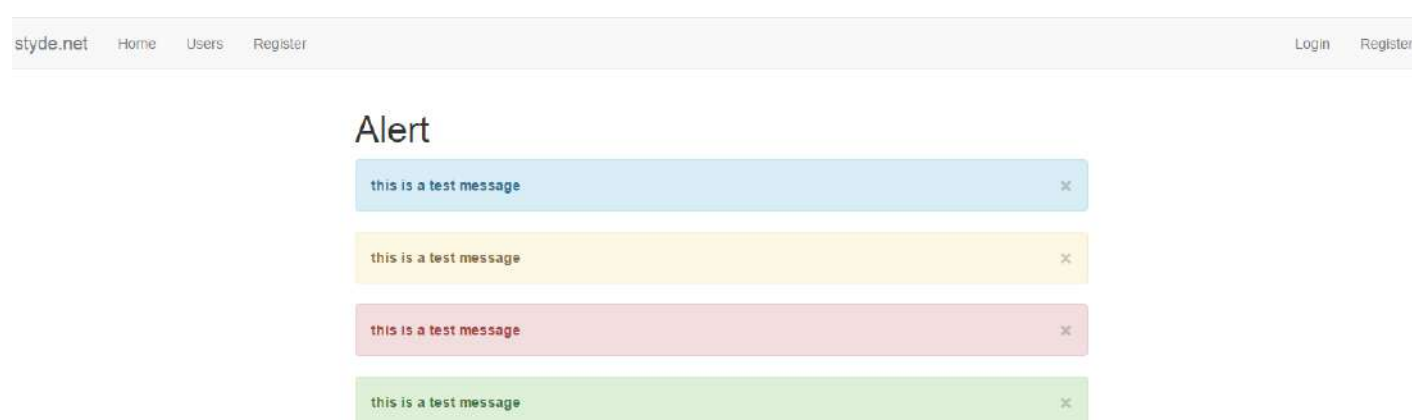 styde.net Home Users Register Login Register
Alert
this is a test message ×
this is a test message ×
this is a test message ×
this is a test message ×